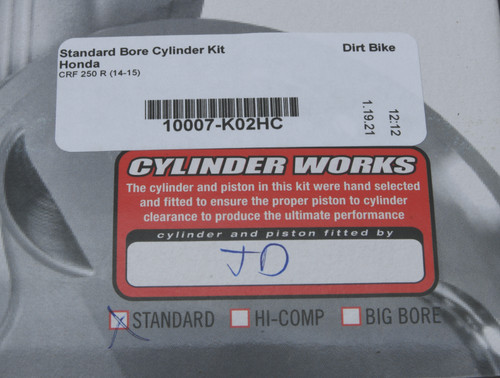 Standard Bore Cylinder Kit Dirt Bike
Honda
CRF 250 R (14-15)
10007-K02HC
1.19.21
12:12
CYLINDER WORKS
The cylinder and piston in this kit were hand selected
and fitted to ensure the proper piston to cylinder
clearance to produce the ultimate performance
cylinder and piston fitted by
JD
STANDARD HI-COMP BIG BORE